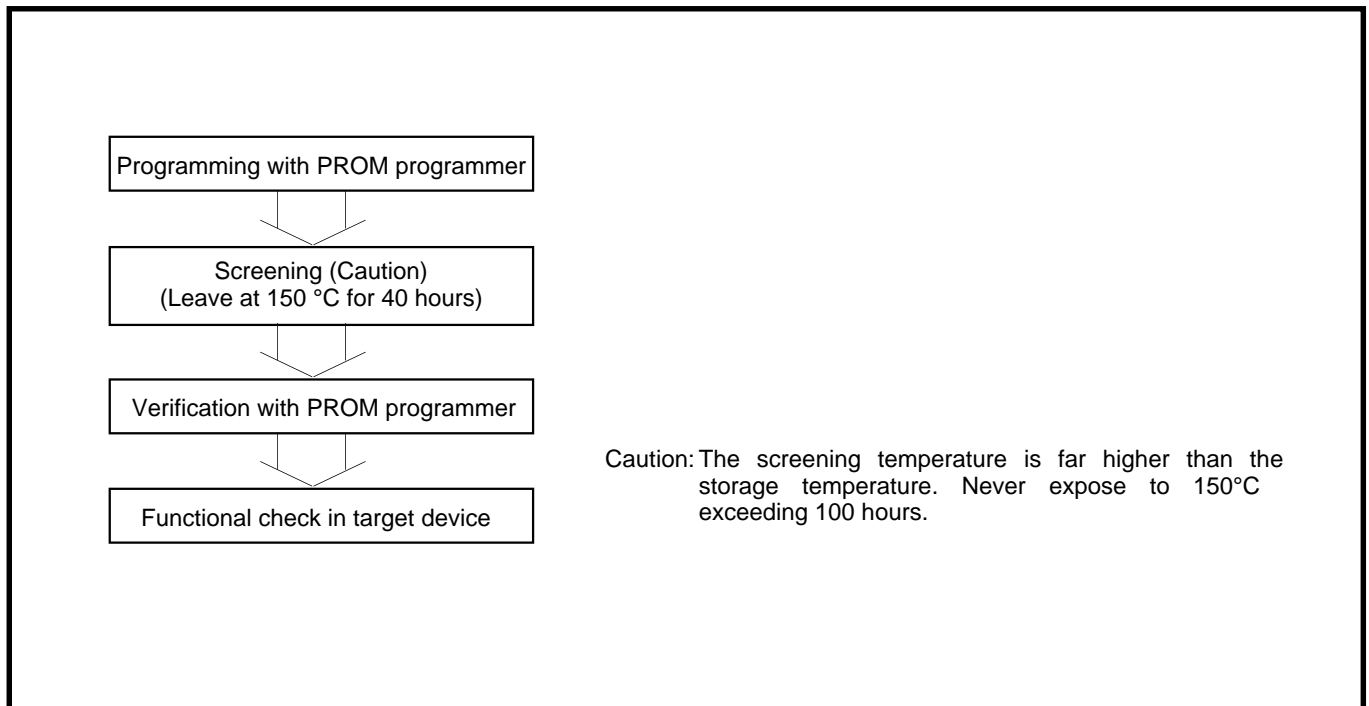 Programming with PROM programmer
Screening (Caution)
(Leave at 150 °C for 40 hours)
Verification with PROM programmer
Functional check in target device
Caution: The screening temperature is far higher than the
storage temperature. Never expose to 150°C
exceeding 100 hours.